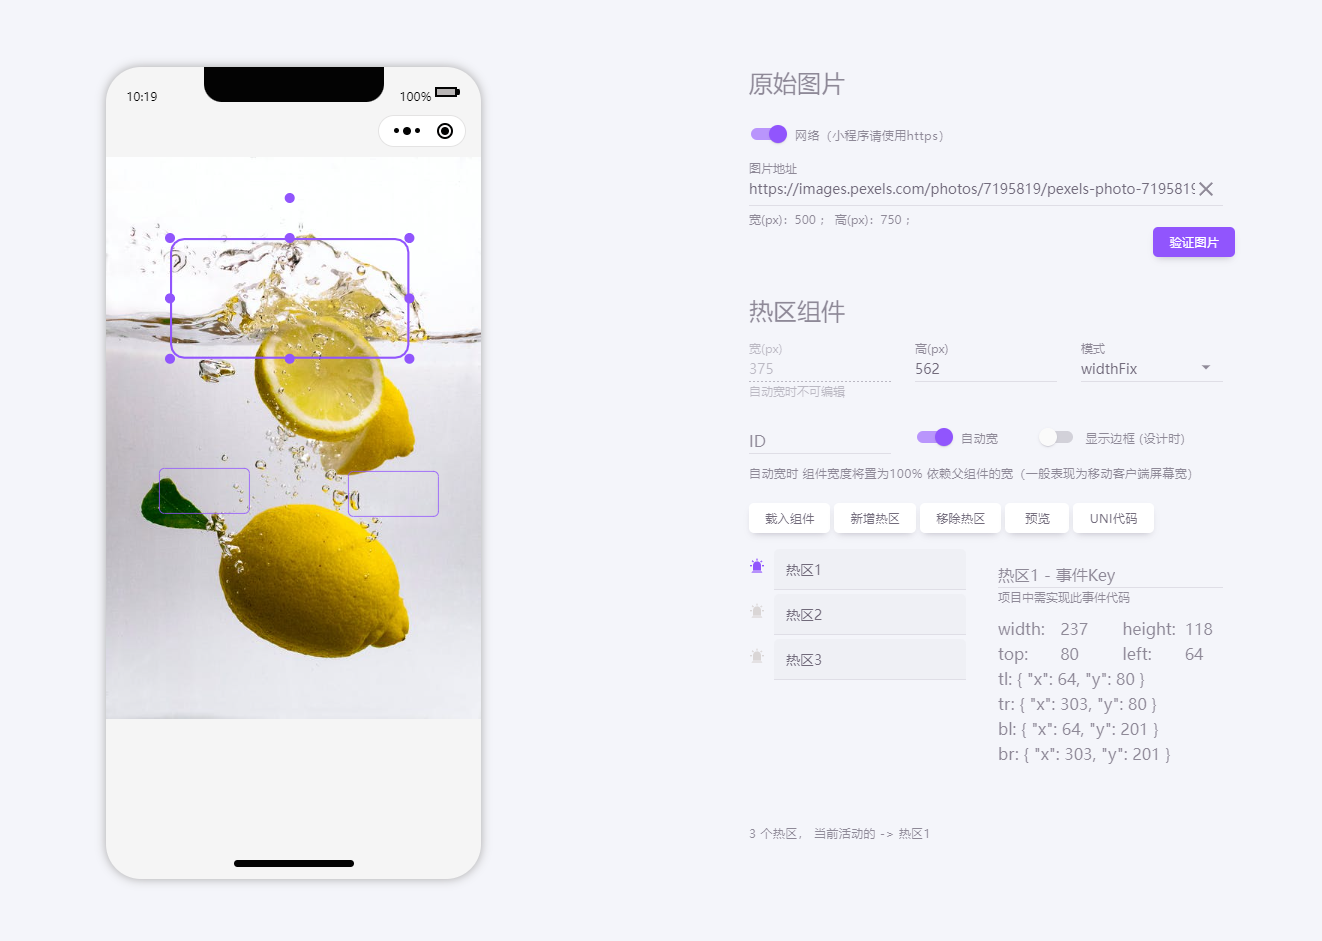 10:19
100%
原始图片
网络（小程序请使用https）
图片地址
https://images.pexels.com/photos/7195819/pexels-photo-7195819
宽(px)：500； 高(px)：750；
验证图片
热区组件
宽(px)
375
自动宽时不可编辑
高(px)
562
模式
widthFix
ID
自动宽
显示边框 (设计时)
自动宽时 组件宽度将置为100% 依赖父组件的宽（一般表现为移动客户端屏幕宽）
载入组件
新增热区
移除热区
预览
UNI代码
热区1
热区2
热区3
热区1 - 事件Key
项目中需实现此事件代码
width: 237 height: 118
top: 80 left: 64
tl: { "x": 64, "y": 80 }
tr: { "x": 303, "y": 80 }
bl: { "x": 64, "y": 201 }
br: { "x": 303, "y": 201 }
3 个热区， 当前活动的 -> 热区1